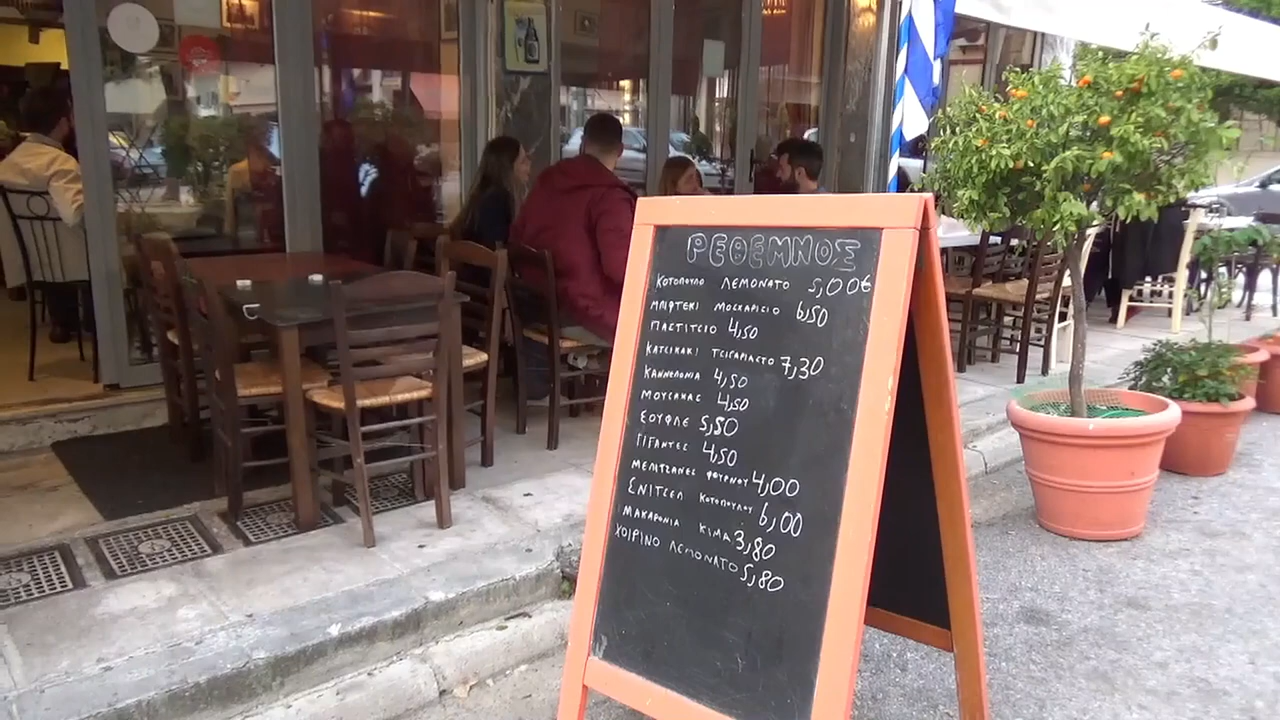 ΡΕΘΕΜΝΟΣ
ΚΟΤΟΠΟΥΛΟ ΛΕΜΟΝΑΤΟ 5,00€
ΜΠΙΦΤΕΚΙ ΜΟΣΧΑΡΙΣΙΟ 6,50
ΠΑΣΤΙΤΣΙΟ 4,50
ΚΑΤΣΙΚΑΚΙ ΤΣΙΓΑΡΙΑΣΤΟ 7,30
ΚΑΝΝΕΛΟΝΙΑ 4,50
ΜΟΥΣΑΚΑΣ 4,50
ΣΟΥΦΛΕ 5,50
ΓΙΓΑΝΤΕΣ 4,50
ΜΕΛΙΤΖΑΝΕΣ ΦΟΥΡΝΟΥ 4,00
ΣΝΙΤΣΕΛ ΚΟΤΟΠΟΥΛΟΥ 6,00
ΜΑΚΑΡΟΝΙΑ ΚΙΜΑ 3,80
ΧΟΙΡΙΝΟ ΛΕΜΟΝΑΤΟ 5,80